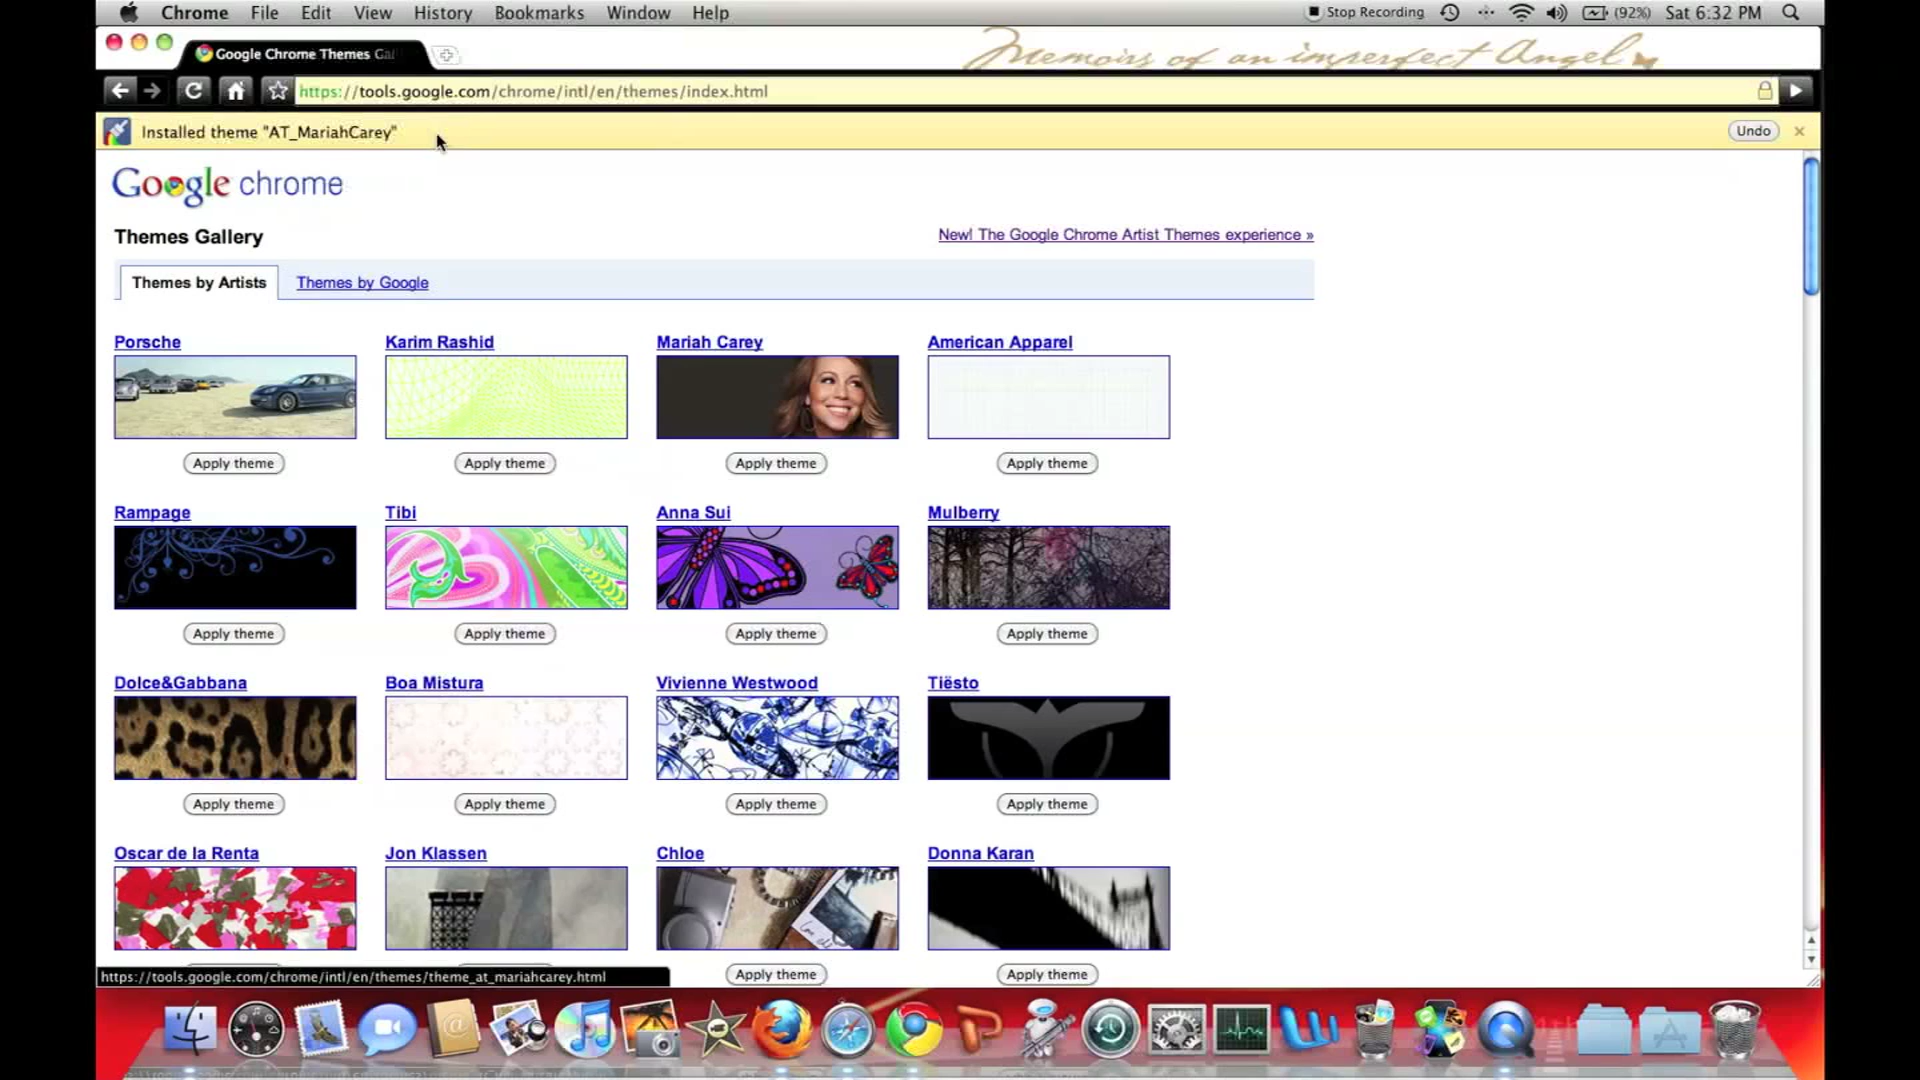 Chrome File Edit View History Bookmarks Window Help Stop Recording (92%) Sat 6:32 PM
Google Chrome Themes Gal
Memoirs of an imperfect Angel
https://tools.google.com/chrome/intl/en/themes/index.html
Installed theme "AT_MariahCarey" Undo
Google chrome
Themes Gallery New! The Google Chrome Artist Themes experience »
Themes by Artists Themes by Google
Porsche Karim Rashid Mariah Carey American Apparel
Apply theme Apply theme Apply theme Apply theme
Rampage Tibi Anna Sui Mulberry
Apply theme Apply theme Apply theme Apply theme
Dolce&Gabbana Boa Mistura Vivienne Westwood Tiësto
Apply theme Apply theme Apply theme Apply theme
Oscar de la Renta Jon Klassen Chloe Donna Karan
https://tools.google.com/chrome/intl/en/themes/theme_at_mariahcarey.html Apply theme Apply theme